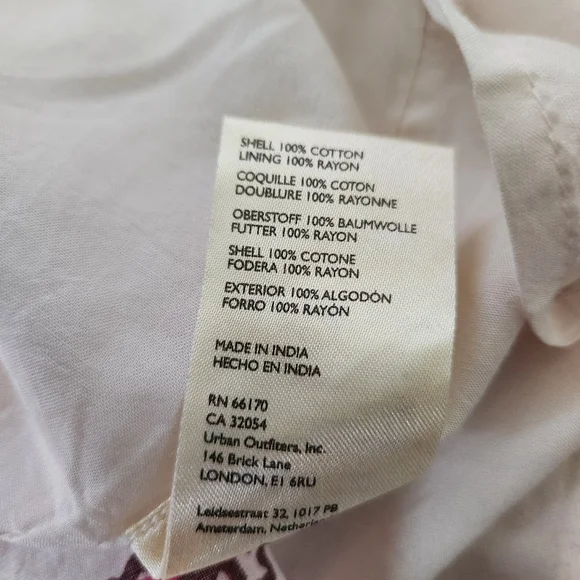 SHELL 100% COTTON
LINING 100% RAYON
COQUILLE 100% COTON
DOUBLURE 100% RAYONNE
OBERSTOFF 100% BAUMWOLLE
FUTTER 100% RAYON
SHELL 100% COTONE
FODERA 100% RAYON
EXTERIOR 100% ALGODÓN
FORRO 100% RAYÓN
MADE IN INDIA
HECHO EN INDIA
RN 66170
CA 32054
Urban Outfitters, Inc.
146 Brick Lane
LONDON, E1 6RU
Leidsestraat 32, 1017 PB
Amsterdam,